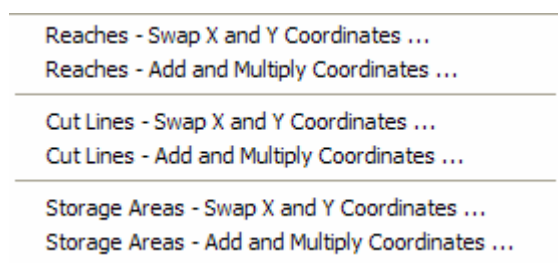 Reaches - Swap X and Y Coordinates ...
Reaches - Add and Multiply Coordinates ...
Cut Lines - Swap X and Y Coordinates ...
Cut Lines - Add and Multiply Coordinates ...
Storage Areas - Swap X and Y Coordinates ...
Storage Areas - Add and Multiply Coordinates ...